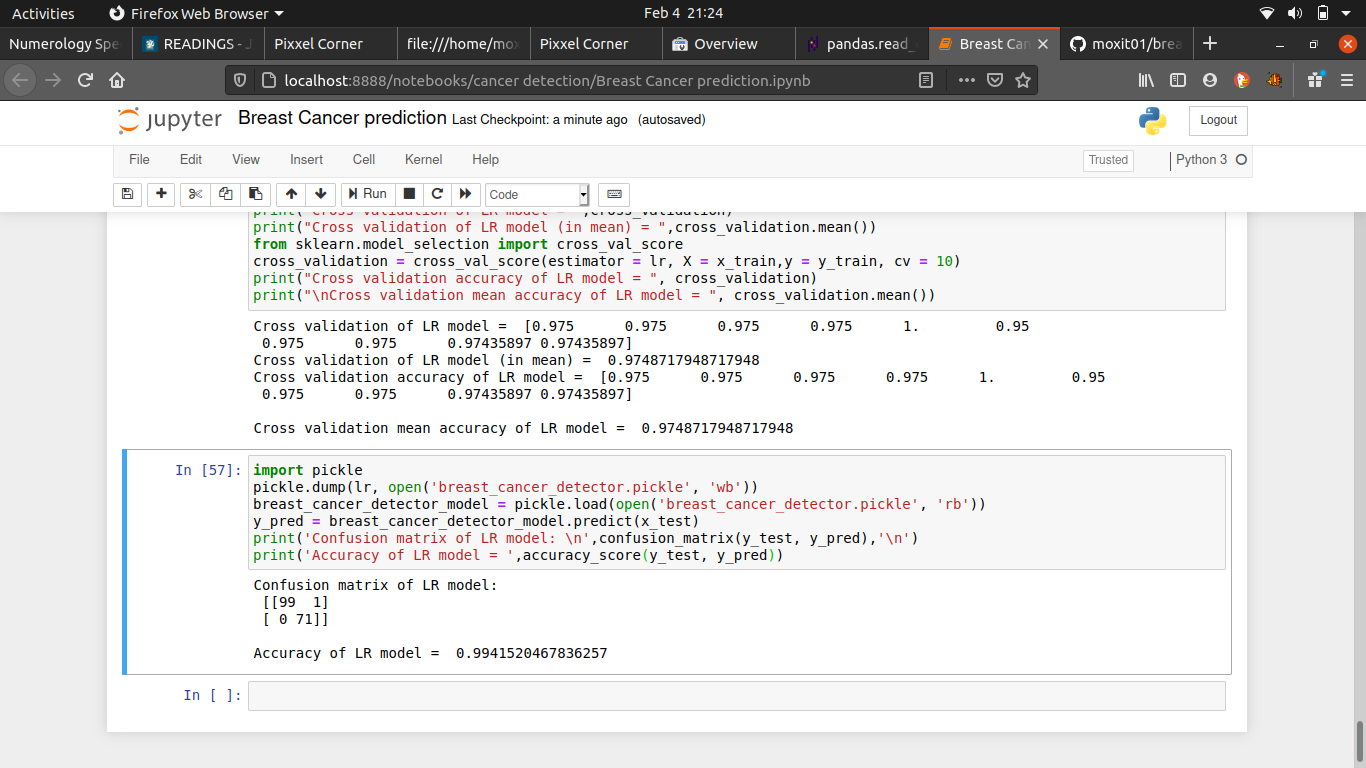 Activities Firefox Web Browser Feb 4 21:24
Numerology Spe READINGS - J Pixxel Corner file:///home/mox Pixxel Corner Overview pandas.read_ Breast Can moxit01/brea
localhost:8888/notebooks/cancer detection/Breast Cancer prediction.ipynb
jupyter Breast Cancer prediction Last Checkpoint: a minute ago (autosaved) Logout
File Edit View Insert Cell Kernel Help Trusted Python 3
Run Code
print("Cross validation of LR model = ",cross_validation)
print("Cross validation of LR model (in mean) = ",cross_validation.mean())
from sklearn.model_selection import cross_val_score
cross_validation = cross_val_score(estimator = lr, X = x_train,y = y_train, cv = 10)
print("Cross validation accuracy of LR model = ", cross_validation)
print("\nCross validation mean accuracy of LR model = ", cross_validation.mean())
Cross validation of LR model = [0.975 0.975 0.975 0.975 1. 0.95
0.975 0.975 0.97435897 0.97435897]
Cross validation of LR model (in mean) = 0.9748717948717948
Cross validation accuracy of LR model = [0.975 0.975 0.975 0.975 1. 0.95
0.975 0.975 0.97435897 0.97435897]
Cross validation mean accuracy of LR model = 0.9748717948717948
In [57]: import pickle
pickle.dump(lr, open('breast_cancer_detector.pickle', 'wb'))
breast_cancer_detector_model = pickle.load(open('breast_cancer_detector.pickle', 'rb'))
y_pred = breast_cancer_detector_model.predict(x_test)
print('Confusion matrix of LR model: \n',confusion_matrix(y_test, y_pred),'\n')
print('Accuracy of LR model = ',accuracy_score(y_test, y_pred))
Confusion matrix of LR model:
[[99 1]
[ 0 71]]
Accuracy of LR model = 0.9941520467836257
In [ ]: